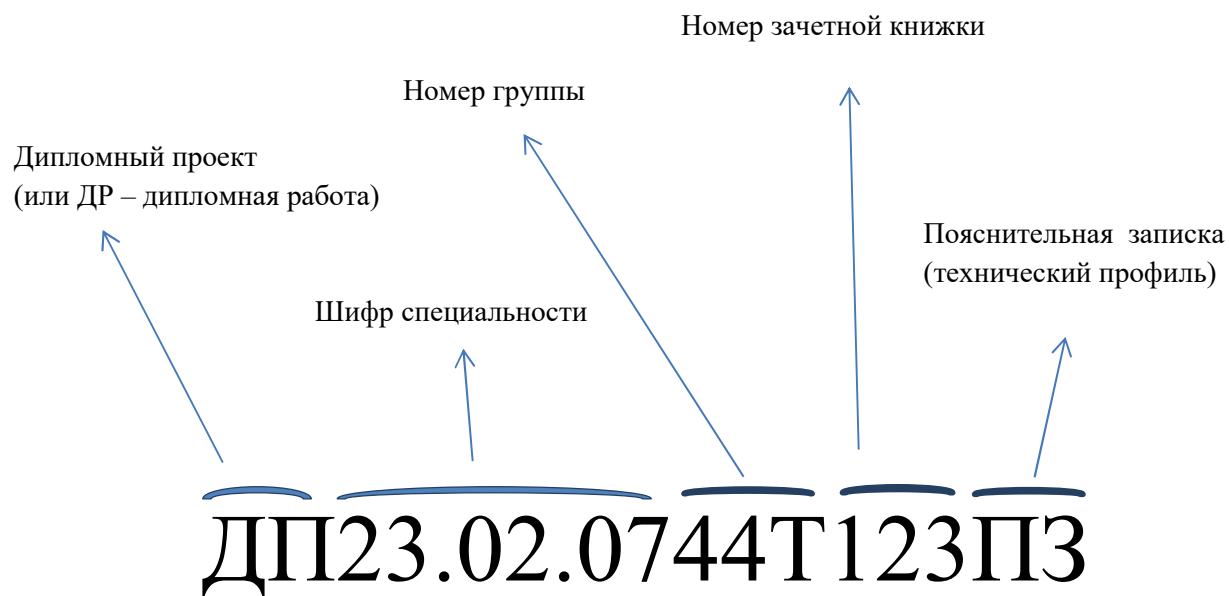 Номер зачетной книжки
Номер группы
Дипломный проект
(или ДР – дипломная работа)
Пояснительная записка
(технический профиль)
Шифр специальности
ДП23.02.0744Т123ПЗ